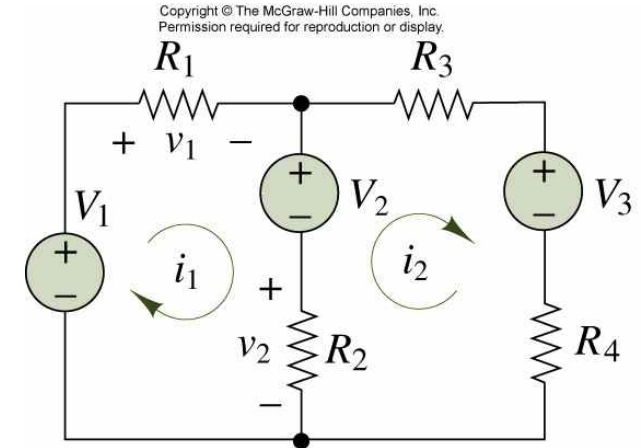 Copyright © The McGraw-Hill Companies, Inc.
Permission required for reproduction or display.
R₁
R₃
+ v₁ −
+
−
V₂
+
−
V₃
V₁
+
−
i₁
i₂
+
v₂
−
R₂
R₄